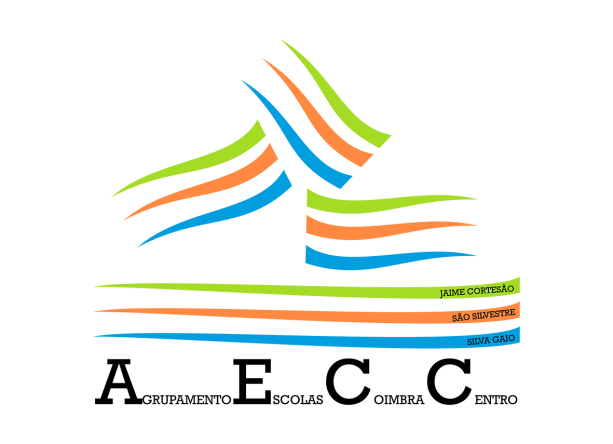 JAIME CORTESÃO
SÃO SILVESTRE
SILVA GAIO
AGRUPAMENTO ESCOLAS COIMBRA CENTRO